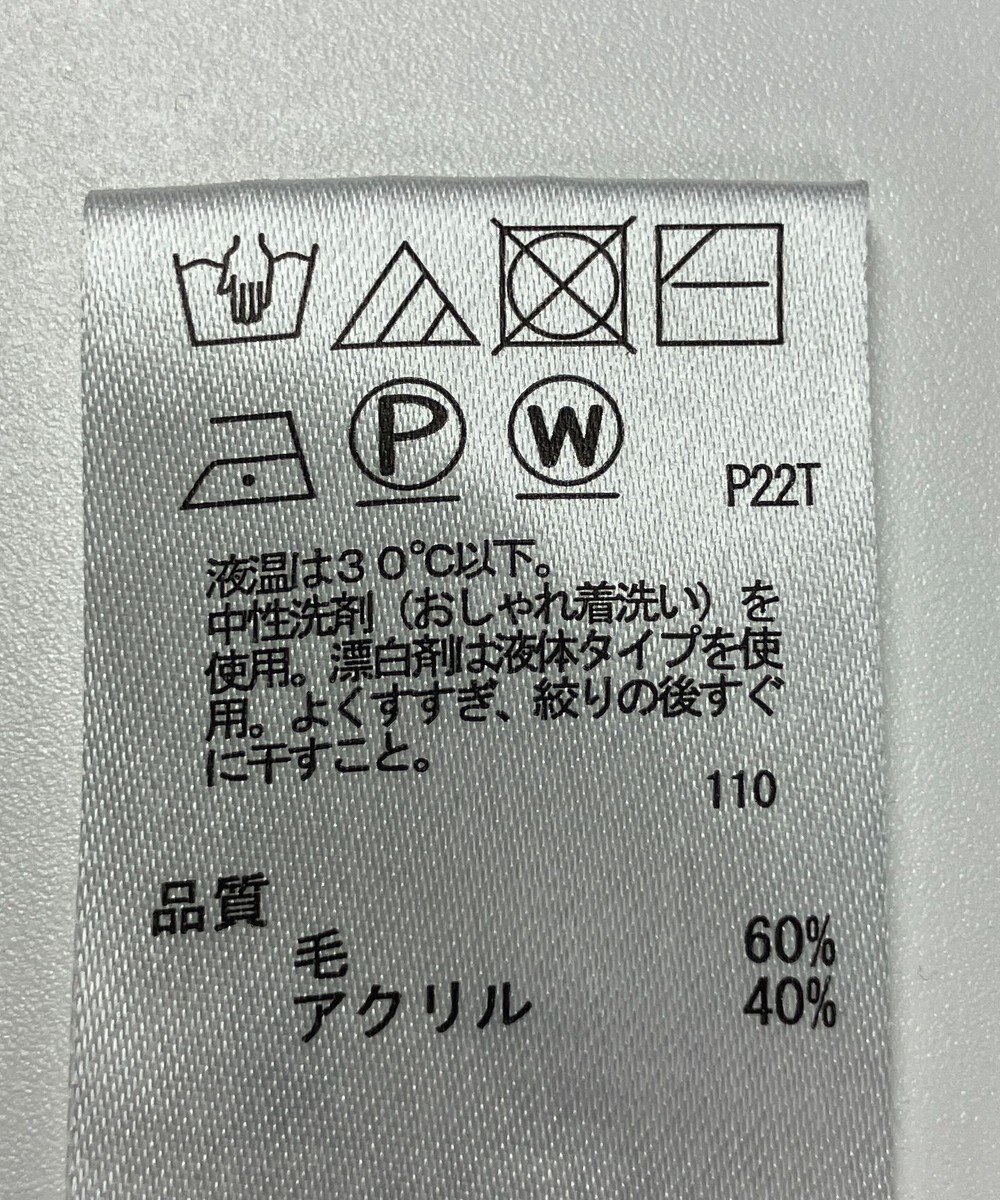 P
W
P22T
液温は３０℃以下。
中性洗剤（おしゃれ着洗い）を
使用。漂白剤は液体タイプを使
用。よくすすぎ、絞りの後すぐ
に干すこと。
110
品質
毛 60%
アクリル 40%